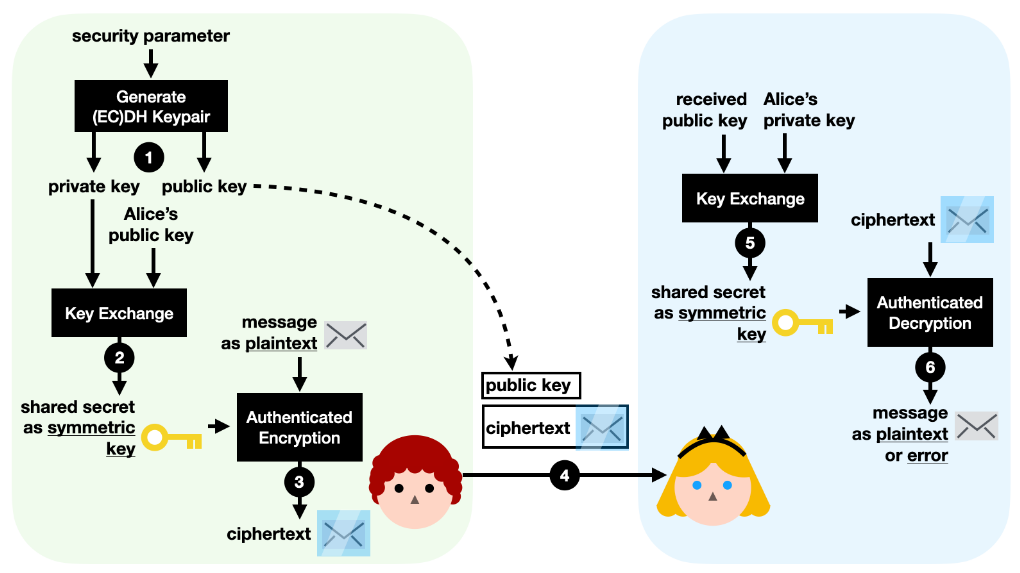 security parameter
Generate
(EC)DH Keypair
1
private key
public key
Alice's
public key
Key Exchange
2
shared secret
as symmetric
key
message
as plaintext
Authenticated
Encryption
3
ciphertext
public key
ciphertext
4
received
public key
Alice's
private key
Key Exchange
5
shared secret
as symmetric
key
ciphertext
Authenticated
Decryption
6
message
as plaintext
or error